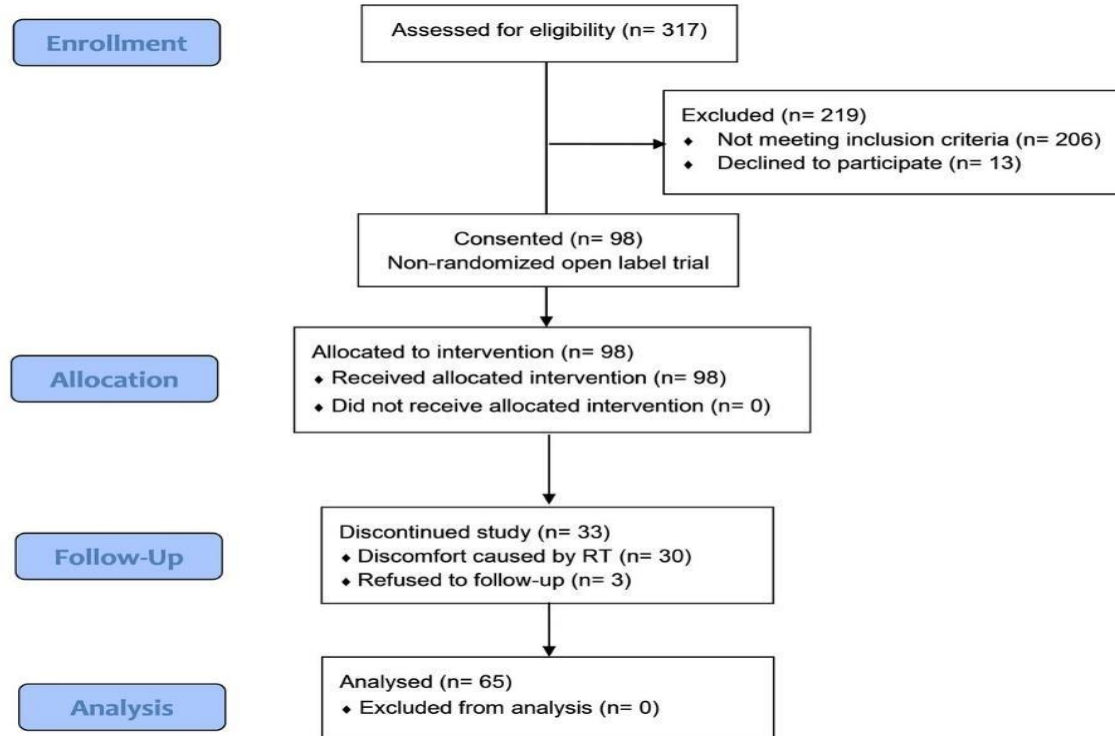 Enrollment
Assessed for eligibility (n= 317)
Excluded (n= 219)
♦ Not meeting inclusion criteria (n= 206)
♦ Declined to participate (n= 13)
Consented (n= 98)
Non-randomized open label trial
Allocation
Allocated to intervention (n= 98)
♦ Received allocated intervention (n= 98)
♦ Did not receive allocated intervention (n= 0)
Follow-Up
Discontinued study (n= 33)
♦ Discomfort caused by RT (n= 30)
♦ Refused to follow-up (n= 3)
Analysis
Analysed (n= 65)
♦ Excluded from analysis (n= 0)